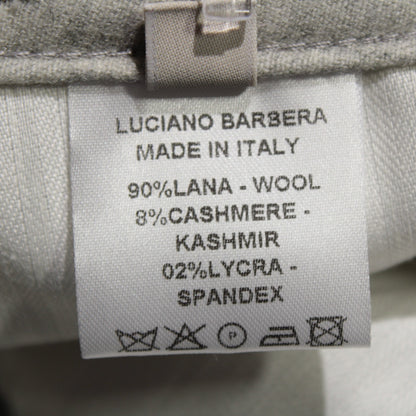 LUCIANO BARBERA
MADE IN ITALY
90%LANA - WOOL
8%CASHMERE -
KASHMIR
02%LYCRA -
SPANDEX
P